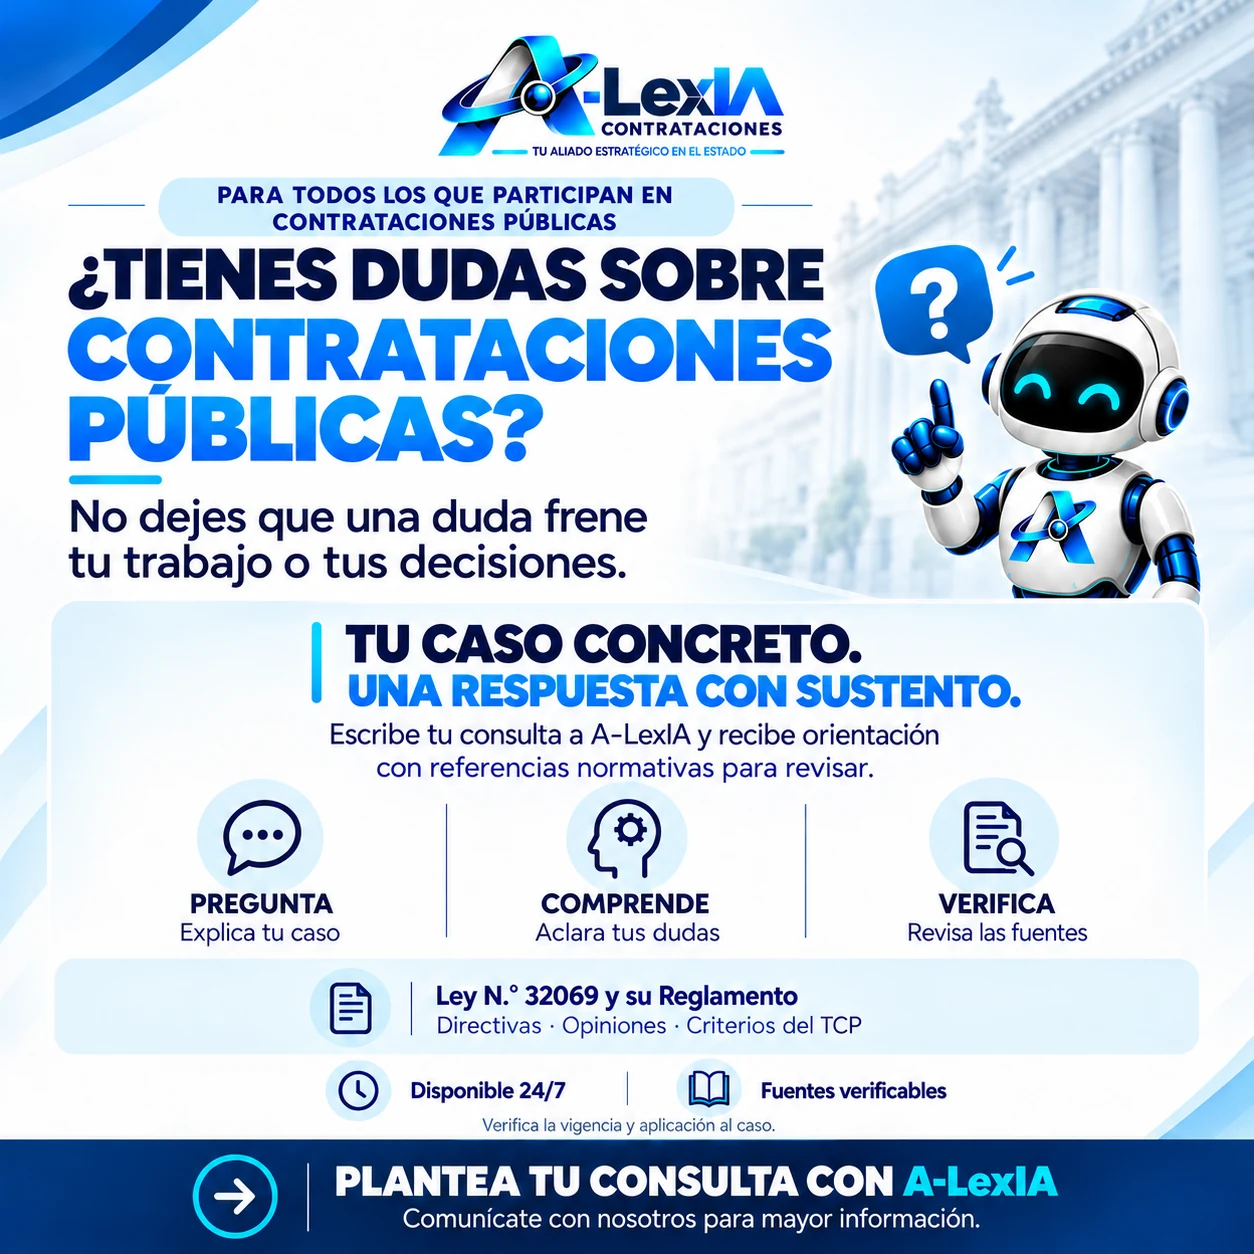 A-LexIA
CONTRATACIONES
TU ALIADO ESTRATÉGICO EN EL ESTADO
PARA TODOS LOS QUE PARTICIPAN EN
CONTRATACIONES PÚBLICAS
¿TIENES DUDAS SOBRE
CONTRATACIONES
PÚBLICAS?
?
No dejes que una duda frene
tu trabajo o tus decisiones.
A
TU CASO CONCRETO.
UNA RESPUESTA CON SUSTENTO.
Escribe tu consulta a A-LexIA y recibe orientación
con referencias normativas para revisar.
PREGUNTA
Explica tu caso
COMPRENDE
Aclara tus dudas
VERIFICA
Revisa las fuentes
Ley N.° 32069 y su Reglamento
Directivas · Opiniones · Criterios del TCP
Disponible 24/7
Fuentes verificables
Verifica la vigencia y aplicación al caso.
PLANTEA TU CONSULTA CON A-LexIA
Comunícate con nosotros para mayor información.